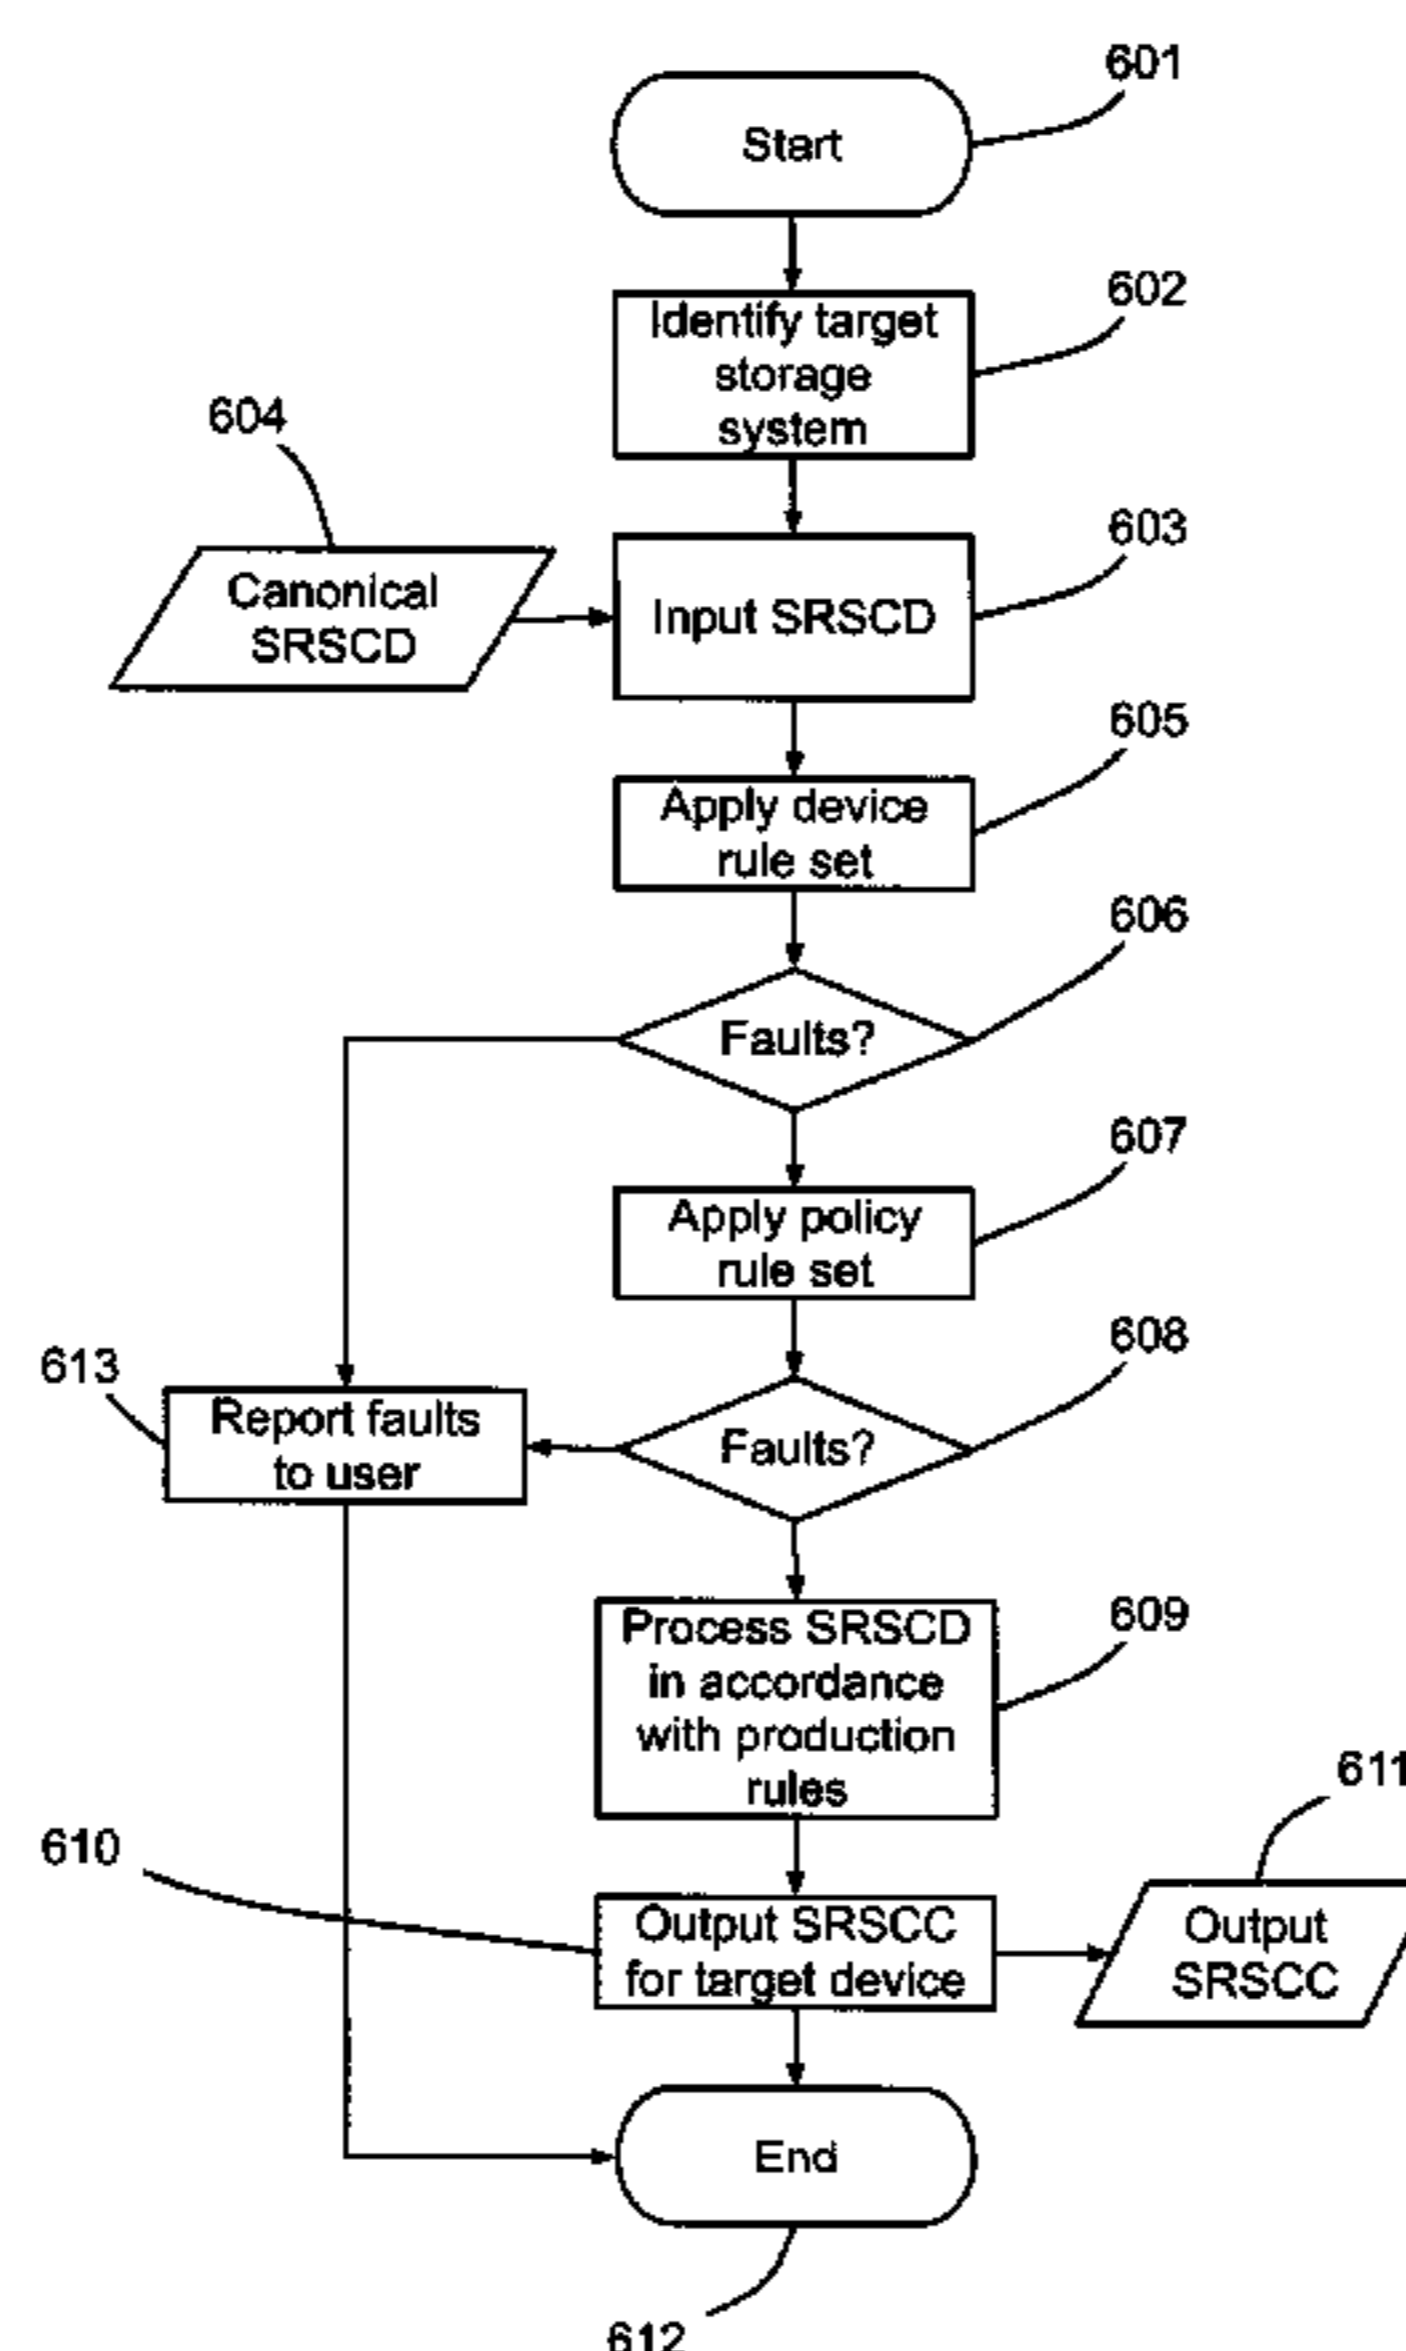 601
Start
602
Identify target
storage
system
604
603
Canonical
SRSCD
Input SRSCD
605
Apply device
rule set
606
Faults?
607
Apply policy
rule set
608
613
Report faults
to user
Faults?
609
Process SRSCD
in accordance
with production
rules
611
610
Output SRSCC
for target device
Output
SRSCC
End
612